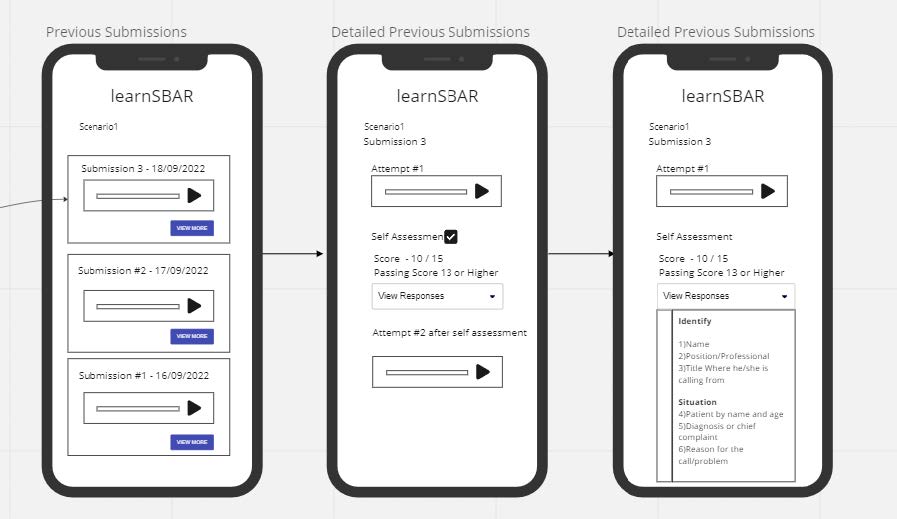 Previous Submissions
learnSBAR
Scenario1
Submission 3 - 18/09/2022
VIEW MORE
Submission #2 - 17/09/2022
VIEW MORE
Submission #1 - 16/09/2022
VIEW MORE
Detailed Previous Submissions
learnSBAR
Scenario1
Submission 3
Attempt #1
Self Assessmen
Score - 10 / 15
Passing Score 13 or Higher
View Responses
Attempt #2 after self assessment
Detailed Previous Submissions
learnSBAR
Scenario1
Submission 3
Attempt #1
Self Assessment
Score - 10 / 15
Passing Score 13 or Higher
View Responses
Identify
1)Name
2)Position/Professional
3)Title Where he/she is
calling from
Situation
4)Patient by name and age
5)Diagnosis or chief
complaint
6)Reason for the
call/problem